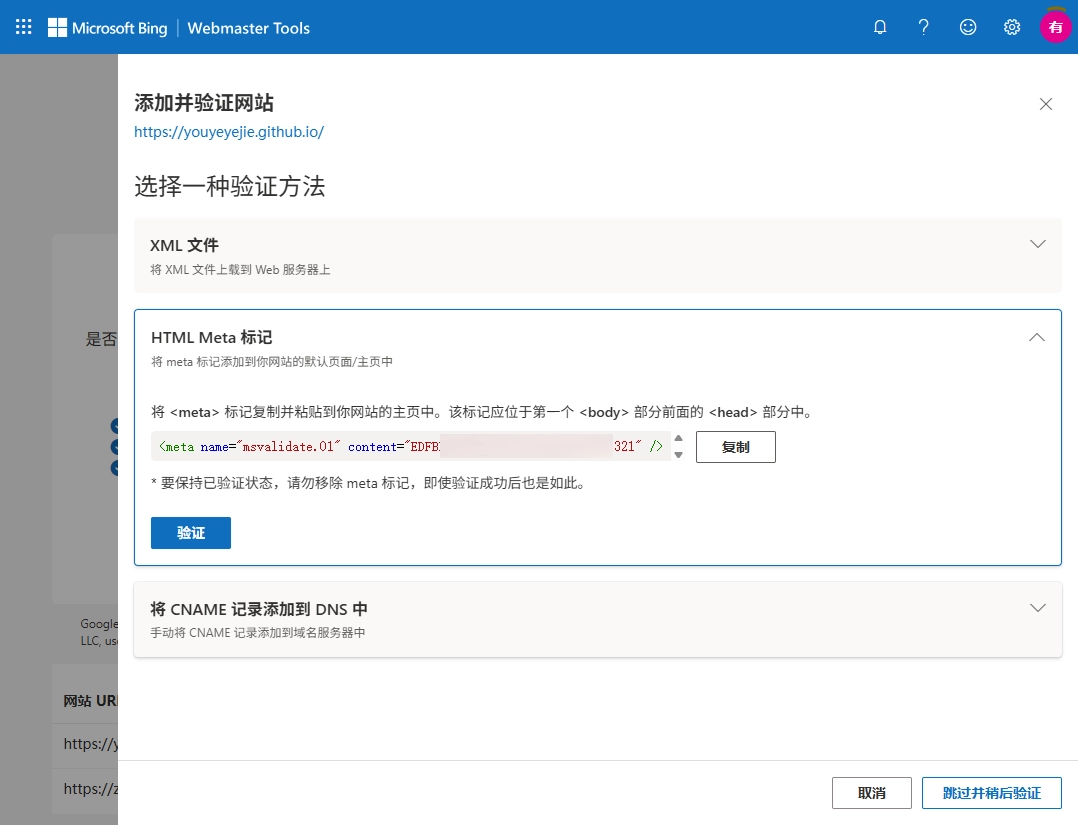 Microsoft Bing | Webmaster Tools
有
添加并验证网站
https://youyeyejie.github.io/
选择一种验证方法
XML 文件
将 XML 文件上载到 Web 服务器上
是否
HTML Meta 标记
将 meta 标记添加到你网站的默认页面/主页中
将 <meta> 标记复制并粘贴到你网站的主页中。该标记应位于第一个 <body> 部分前面的 <head> 部分中。
<meta name="msvalidate.01" content="EDFB 321" />
复制
* 要保持已验证状态，请勿移除 meta 标记，即使验证成功后也是如此。
验证
将 CNAME 记录添加到 DNS 中
手动将 CNAME 记录添加到域名服务器中
Google
LLC, us
网站 UR
https://y
https://z
取消
跳过并稍后验证